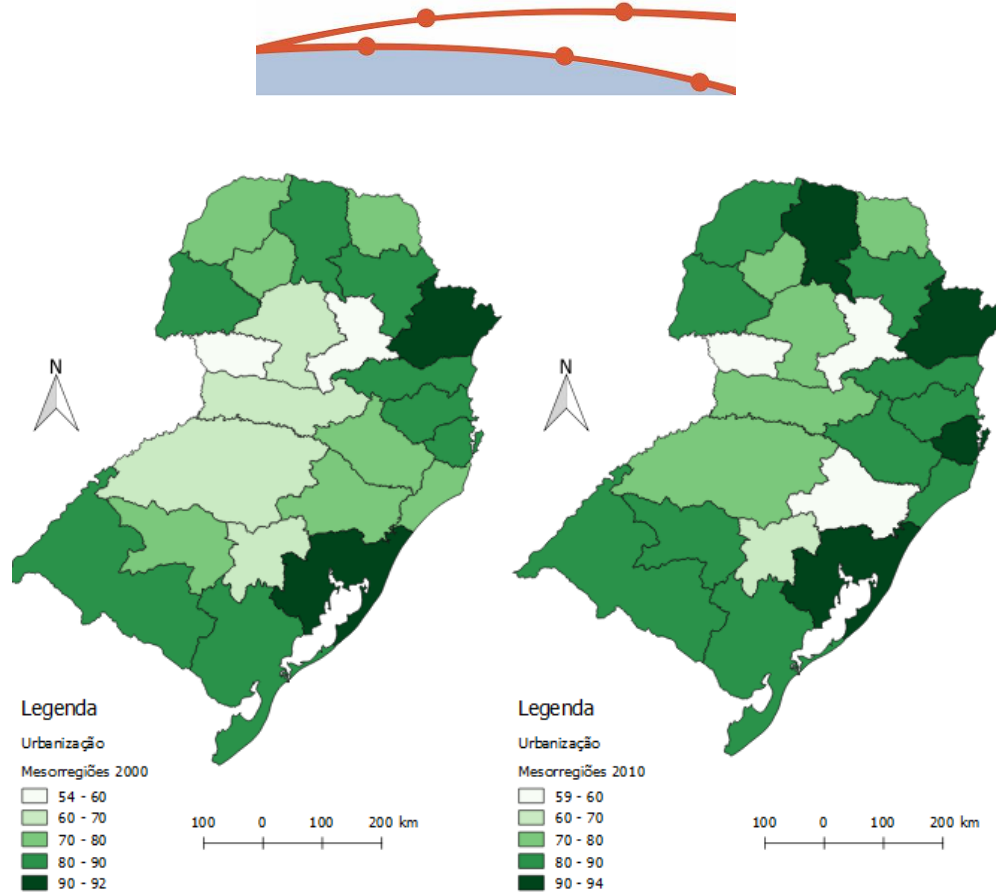 N
Legenda
Urbanização
Mesorregiões 2000
54 - 60
60 - 70
70 - 80
80 - 90
90 - 92
100 0 100 200 km
N
Legenda
Urbanização
Mesorregiões 2010
59 - 60
60 - 70
70 - 80
80 - 90
90 - 94
100 0 100 200 km